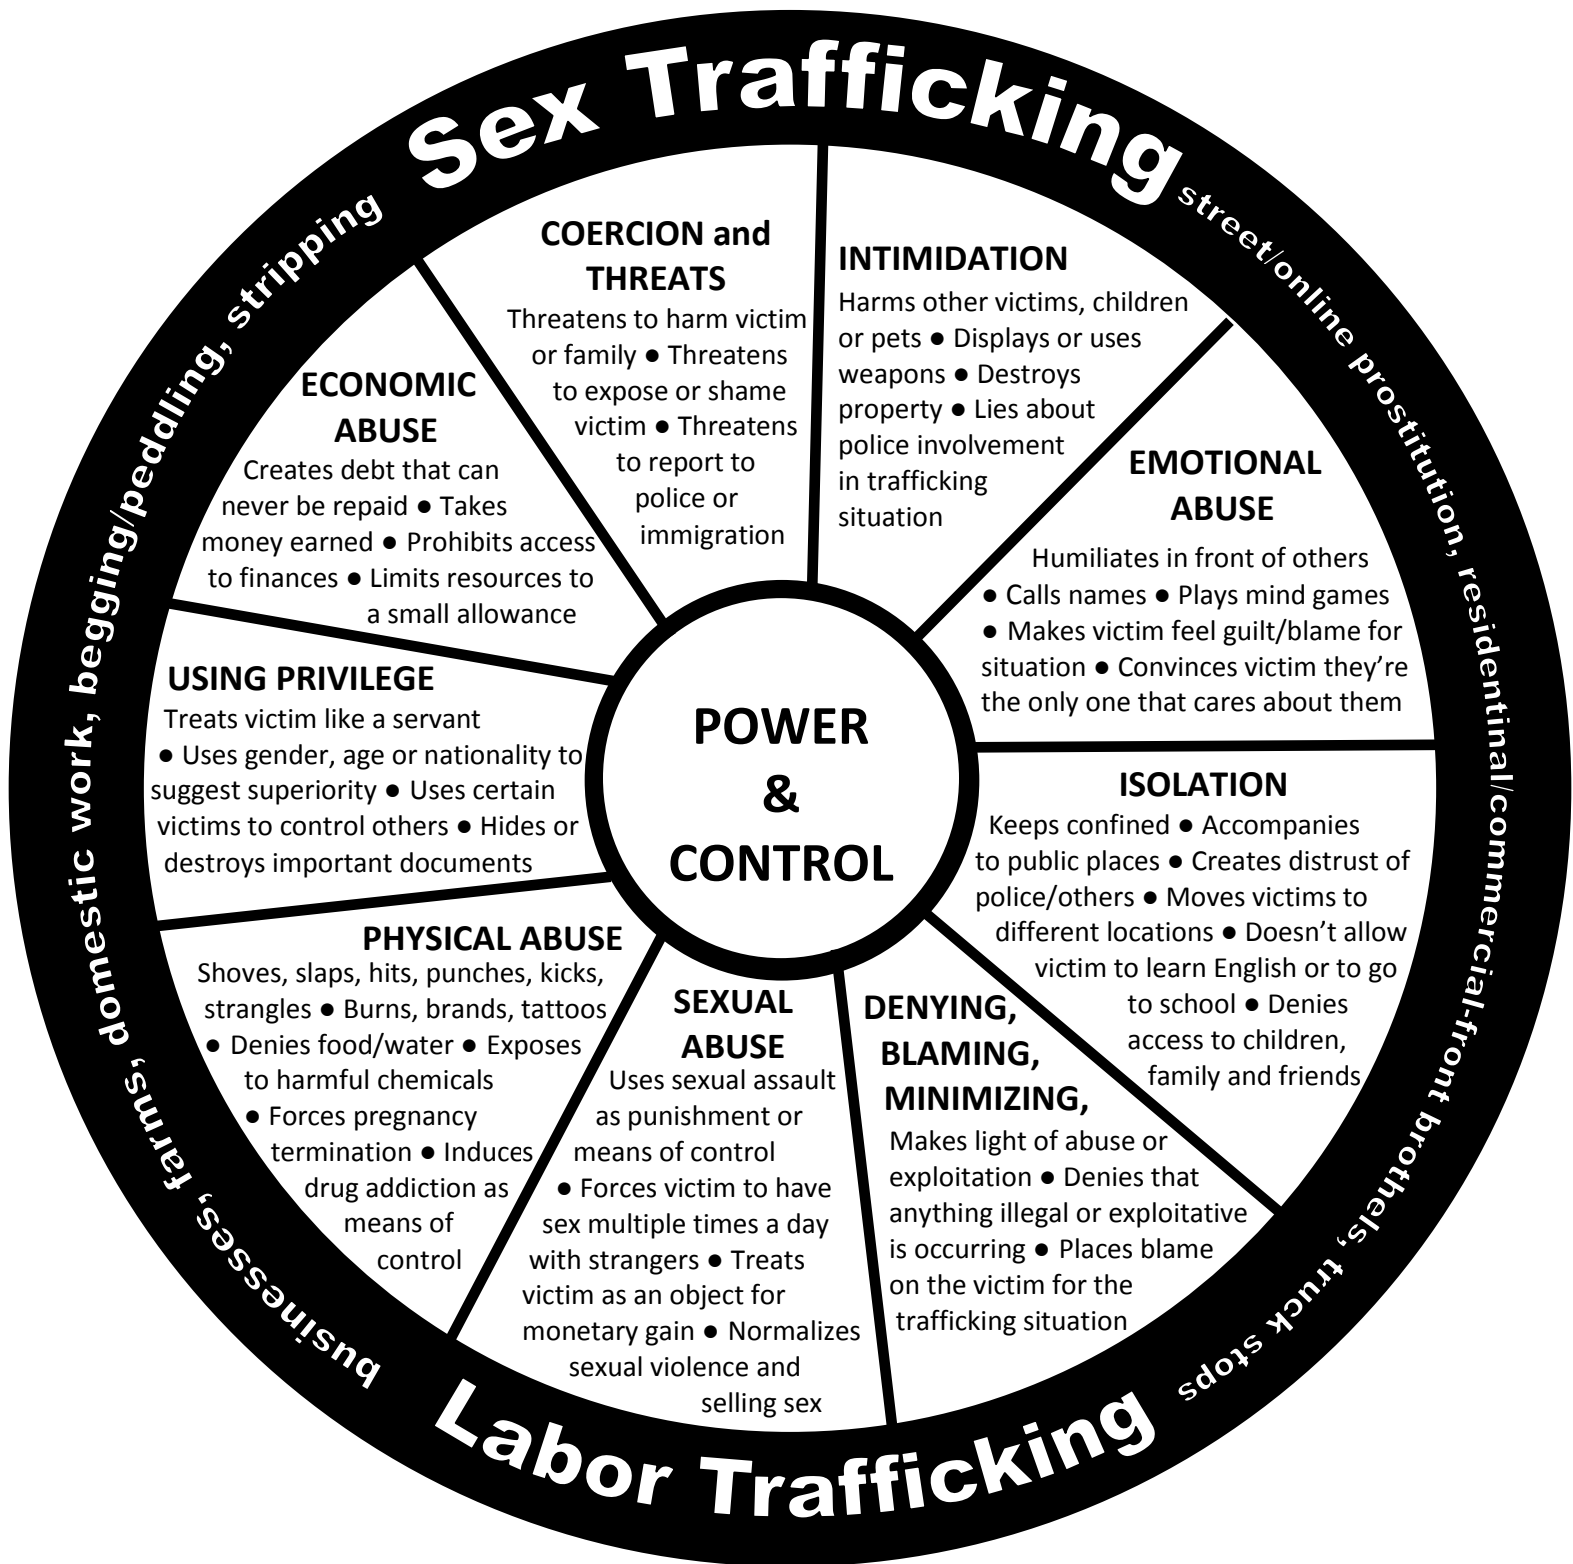 Sex Trafficking
street/online prostitution, residentinal/commercial-front brothels, truck stops
Labor Trafficking
businesses, farms, domestic work, begging/peddling, stripping
POWER
&
CONTROL
COERCION and
THREATS
Threatens to harm victim
or family ● Threatens
to expose or shame
victim ● Threatens
to report to
police or
immigration
INTIMIDATION
Harms other victims, children
or pets ● Displays or uses
weapons ● Destroys
property ● Lies about
police involvement
in trafficking
situation
EMOTIONAL
ABUSE
Humiliates in front of others
● Calls names ● Plays mind games
● Makes victim feel guilt/blame for
situation ● Convinces victim they’re
the only one that cares about them
ISOLATION
Keeps confined ● Accompanies
to public places ● Creates distrust of
police/others ● Moves victims to
different locations ● Doesn’t allow
victim to learn English or to go
to school ● Denies
access to children,
family and friends
DENYING,
BLAMING,
MINIMIZING,
Makes light of abuse or
exploitation ● Denies that
anything illegal or exploitative
is occurring ● Places blame
on the victim for the
trafficking situation
SEXUAL
ABUSE
Uses sexual assault
as punishment or
means of control
● Forces victim to have
sex multiple times a day
with strangers ● Treats
victim as an object for
monetary gain ● Normalizes
sexual violence and
selling sex
PHYSICAL ABUSE
Shoves, slaps, hits, punches, kicks,
strangles ● Burns, brands, tattoos
● Denies food/water ● Exposes
to harmful chemicals
● Forces pregnancy
termination ● Induces
drug addiction as
means of
control
USING PRIVILEGE
Treats victim like a servant
● Uses gender, age or nationality to
suggest superiority ● Uses certain
victims to control others ● Hides or
destroys important documents
ECONOMIC
ABUSE
Creates debt that can
never be repaid ● Takes
money earned ● Prohibits access
to finances ● Limits resources to
a small allowance